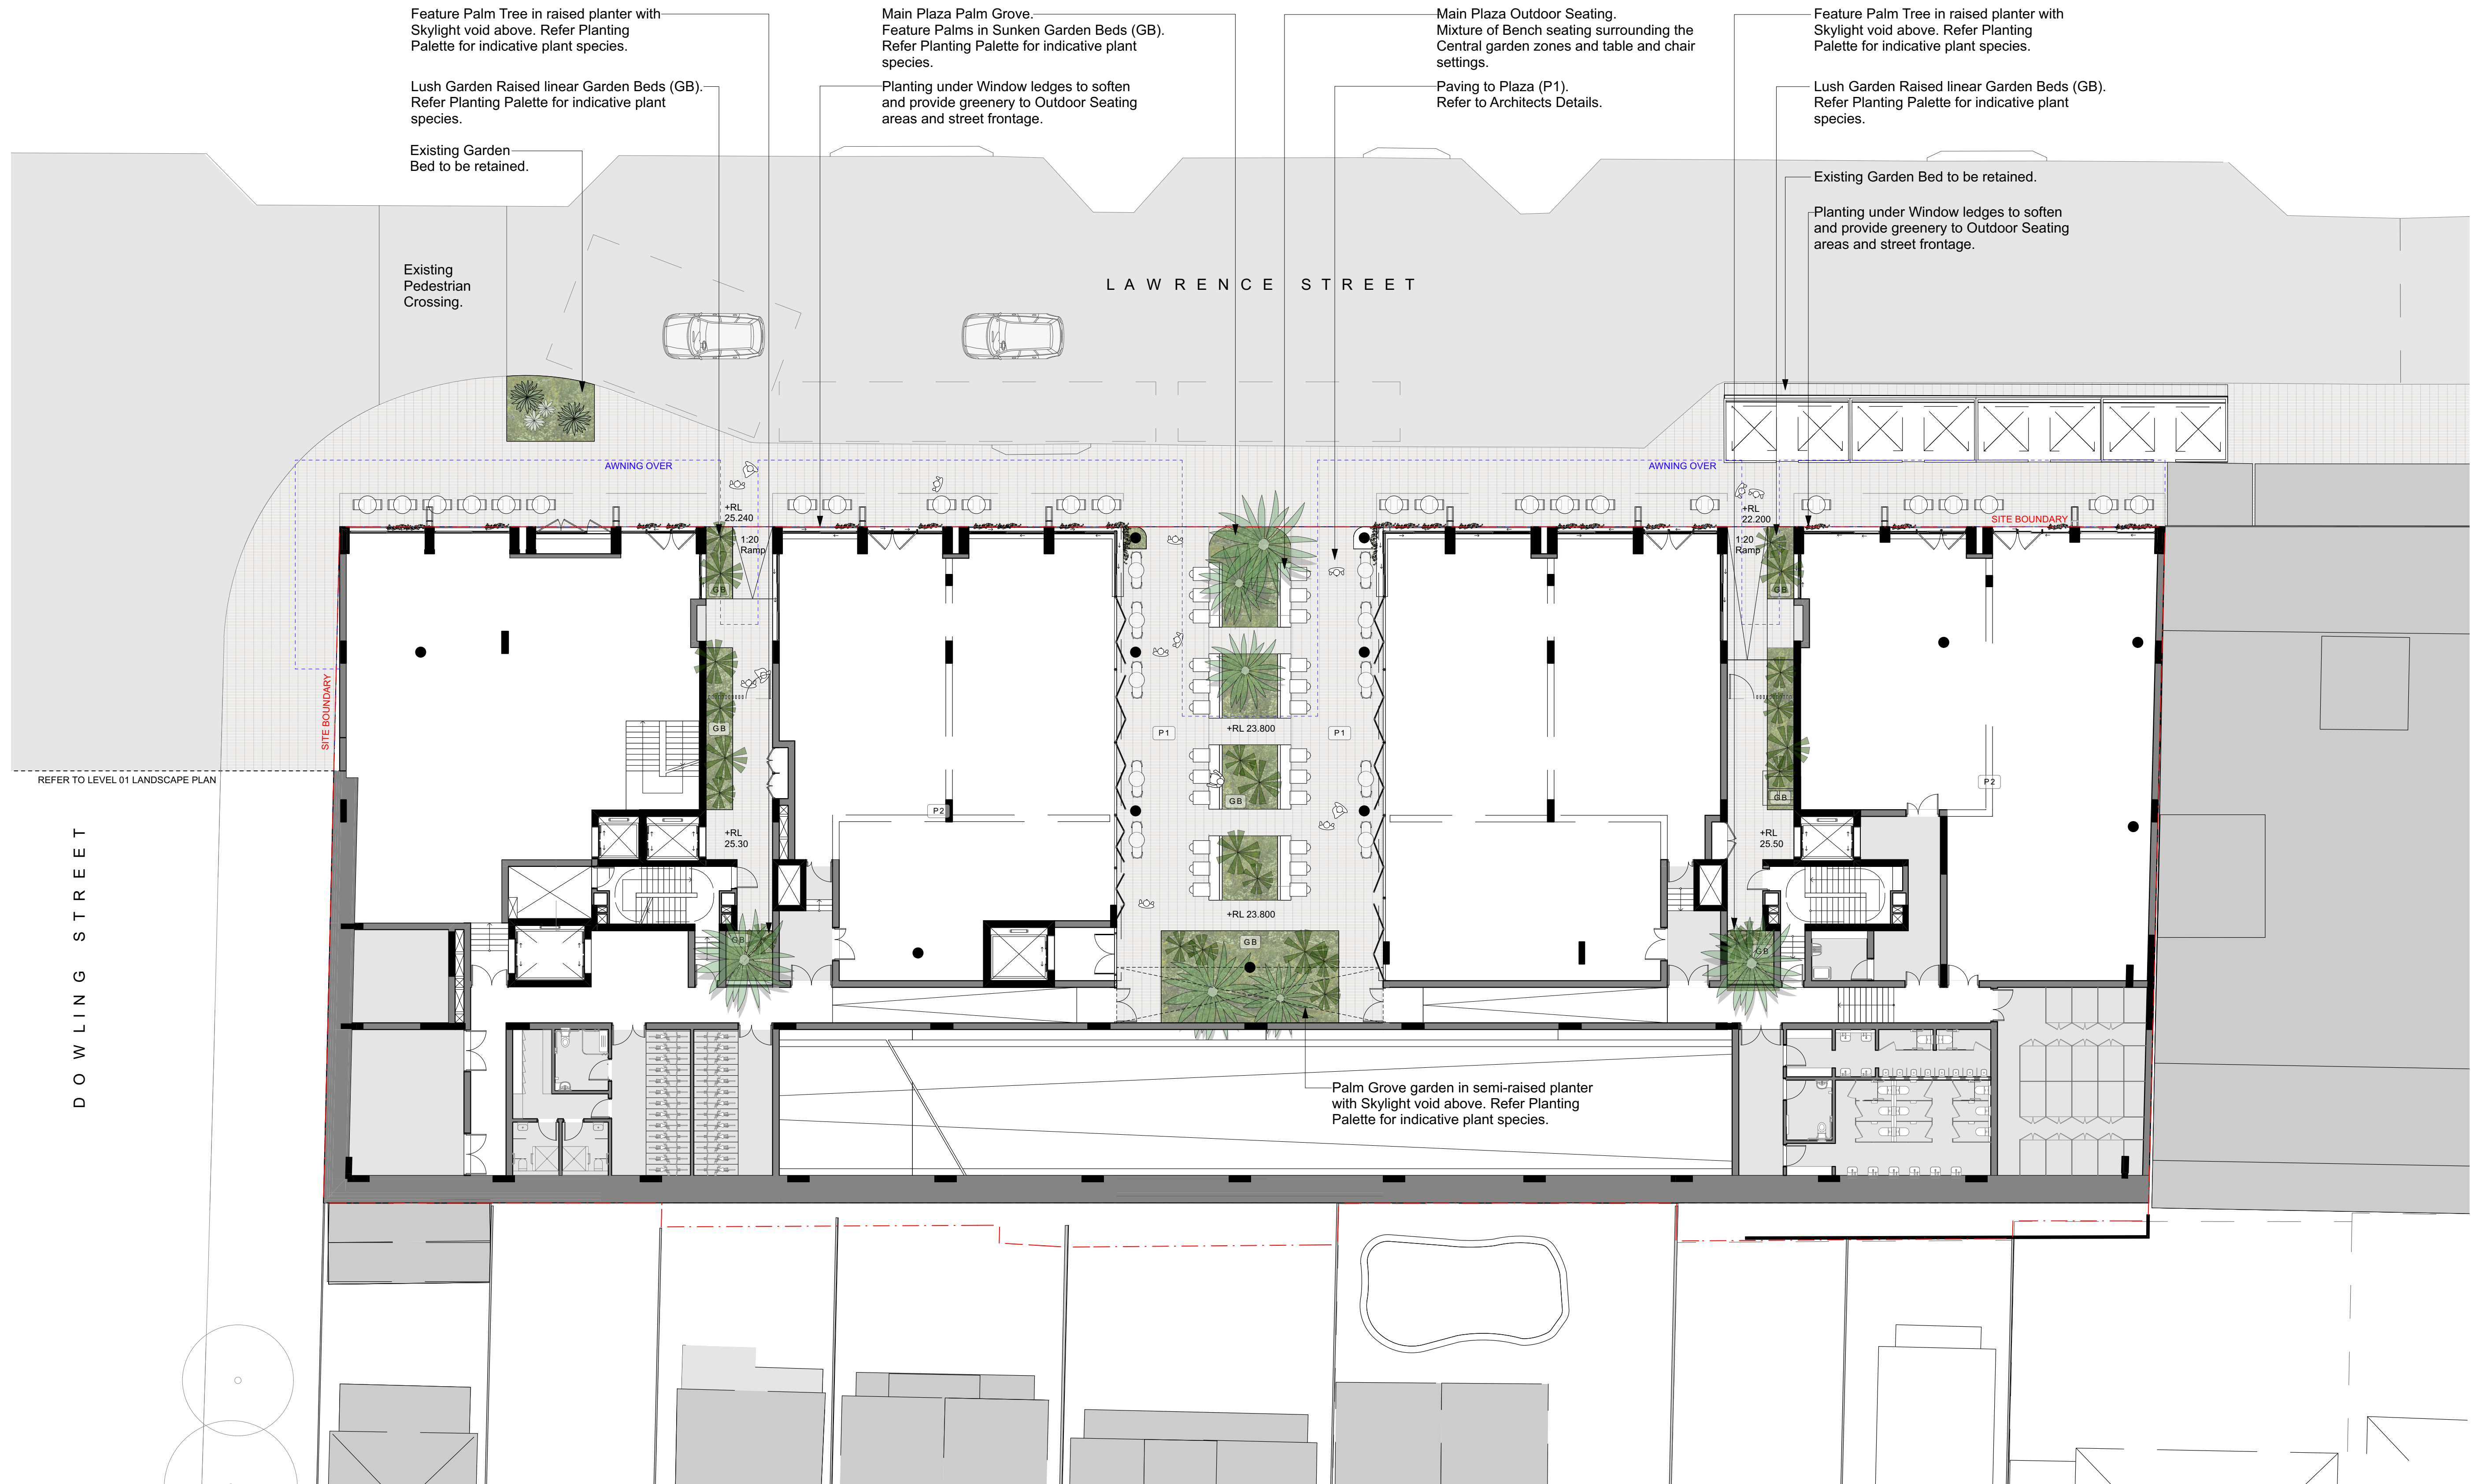 Feature Palm Tree in raised planter with
Skylight void above. Refer Planting
Palette for indicative plant species.
Lush Garden Raised linear Garden Beds (GB).
Refer Planting Palette for indicative plant
species.
Existing Garden
Bed to be retained.
Main Plaza Palm Grove.
Feature Palms in Sunken Garden Beds (GB).
Refer Planting Palette for indicative plant
species.
Planting under Window ledges to soften
and provide greenery to Outdoor Seating
areas and street frontage.
Main Plaza Outdoor Seating.
Mixture of Bench seating surrounding the
Central garden zones and table and chair
settings.
Paving to Plaza (P1).
Refer to Architects Details.
Feature Palm Tree in raised planter with
Skylight void above. Refer Planting
Palette for indicative plant species.
Lush Garden Raised linear Garden Beds (GB).
Refer Planting Palette for indicative plant
species.
Existing Garden Bed to be retained.
Planting under Window ledges to soften
and provide greenery to Outdoor Seating
areas and street frontage.
Existing
Pedestrian
Crossing.
LAWRENCE STREET
AWNING OVER
AWNING OVER
+RL
25.240
1:20
Ramp
+RL
22.200
1:20
Ramp
SITE BOUNDARY
GB
GB
SITE BOUNDARY
GB
+RL 23.800
P1
P1
REFER TO LEVEL 01 LANDSCAPE PLAN
P2
GB
GB
P2
+RL
25.30
+RL
25.50
DOWLING STREET
+RL 23.800
GB
GB
GB
Palm Grove garden in semi-raised planter
with Skylight void above. Refer Planting
Palette for indicative plant species.